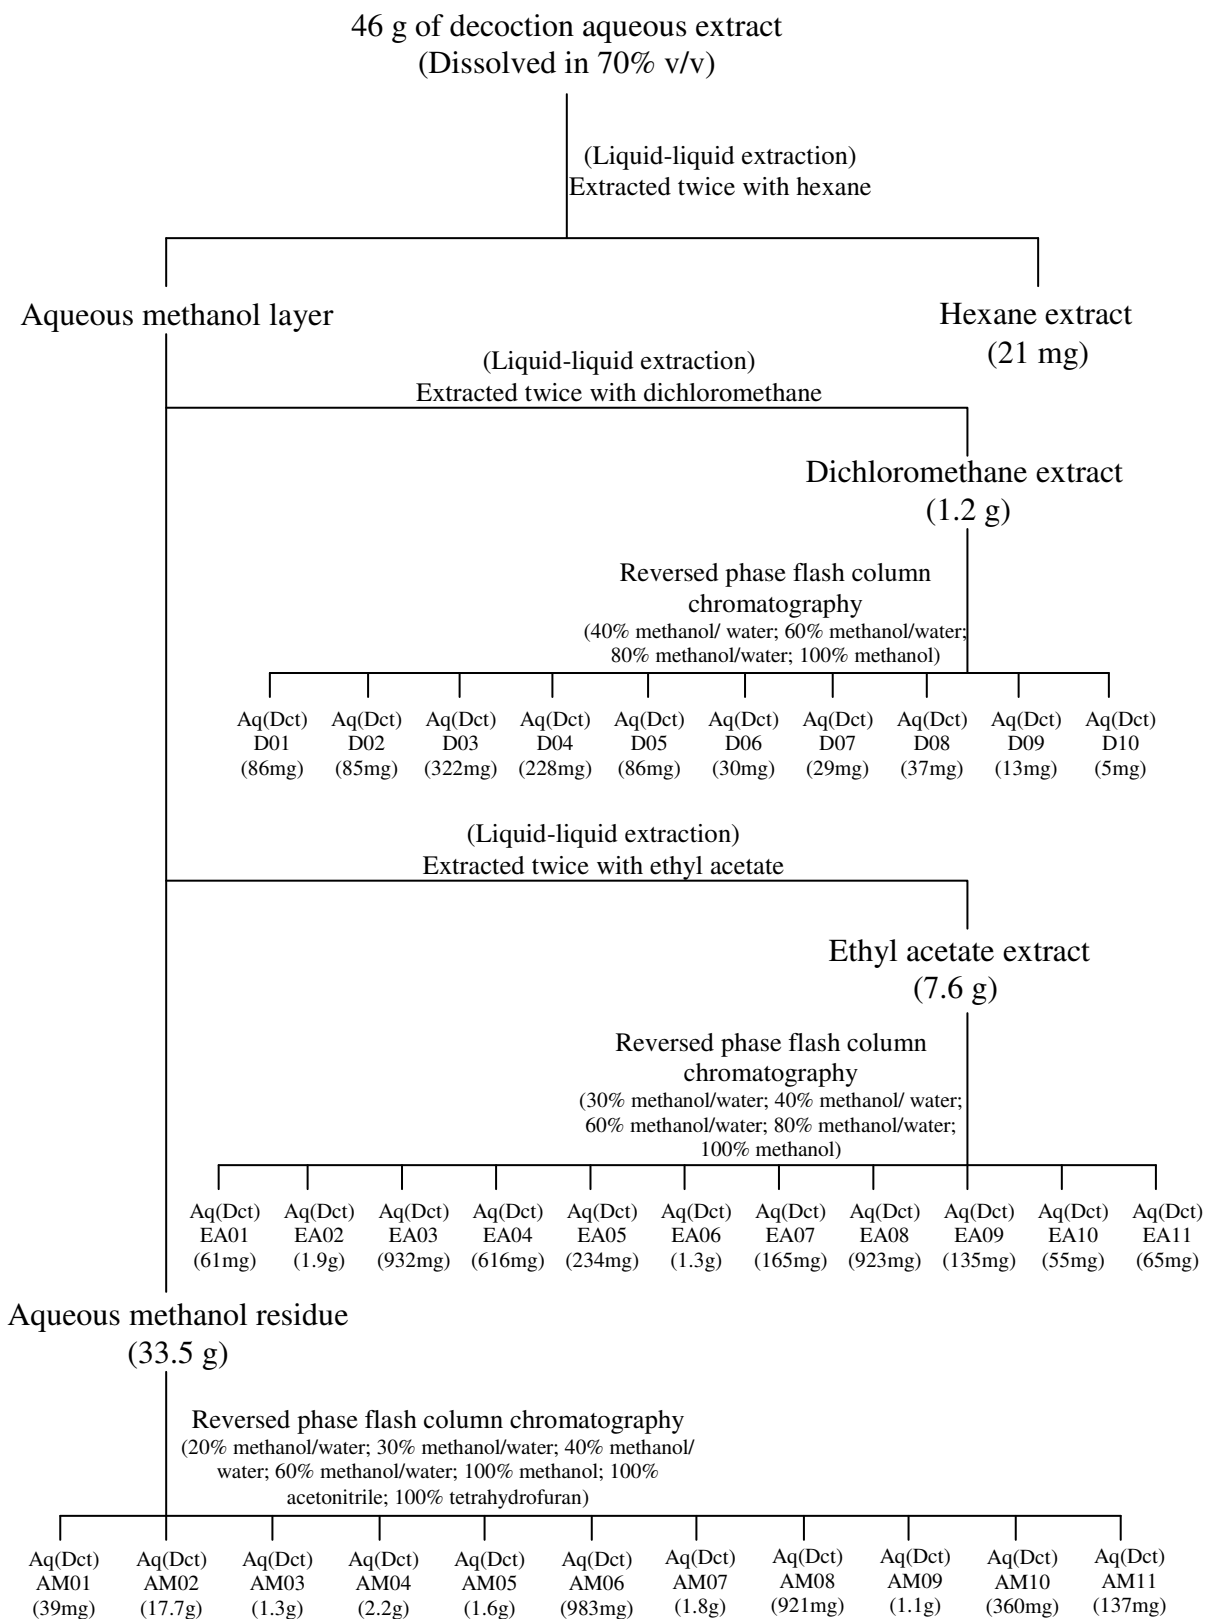 46 g of decoction aqueous extract
(Dissolved in 70% v/v)
(Liquid-liquid extraction)
Extracted twice with hexane
Aqueous methanol layer
Hexane extract
(21 mg)
(Liquid-liquid extraction)
Extracted twice with dichloromethane
Dichloromethane extract
(1.2 g)
Reversed phase flash column
chromatography
(40% methanol/ water; 60% methanol/water;
80% methanol/water; 100% methanol)
Aq(Dct) Aq(Dct) Aq(Dct) Aq(Dct) Aq(Dct) Aq(Dct) Aq(Dct) Aq(Dct) Aq(Dct) Aq(Dct)
D01 D02 D03 D04 D05 D06 D07 D08 D09 D10
(86mg) (85mg) (322mg) (228mg) (86mg) (30mg) (29mg) (37mg) (13mg) (5mg)
(Liquid-liquid extraction)
Extracted twice with ethyl acetate
Ethyl acetate extract
(7.6 g)
Reversed phase flash column
chromatography
(30% methanol/water; 40% methanol/ water;
60% methanol/water; 80% methanol/water;
100% methanol)
Aq(Dct) Aq(Dct) Aq(Dct) Aq(Dct) Aq(Dct) Aq(Dct) Aq(Dct) Aq(Dct) Aq(Dct) Aq(Dct) Aq(Dct)
EA01 EA02 EA03 EA04 EA05 EA06 EA07 EA08 EA09 EA10 EA11
(61mg) (1.9g) (932mg) (616mg) (234mg) (1.3g) (165mg) (923mg) (135mg) (55mg) (65mg)
Aqueous methanol residue
(33.5 g)
Reversed phase flash column chromatography
(20% methanol/water; 30% methanol/water; 40% methanol/
water; 60% methanol/water; 100% methanol; 100%
acetonitrile; 100% tetrahydrofuran)
Aq(Dct) Aq(Dct) Aq(Dct) Aq(Dct) Aq(Dct) Aq(Dct) Aq(Dct) Aq(Dct) Aq(Dct) Aq(Dct) Aq(Dct)
AM01 AM02 AM03 AM04 AM05 AM06 AM07 AM08 AM09 AM10 AM11
(39mg) (17.7g) (1.3g) (2.2g) (1.6g) (983mg) (1.8g) (921mg) (1.1g) (360mg) (137mg)